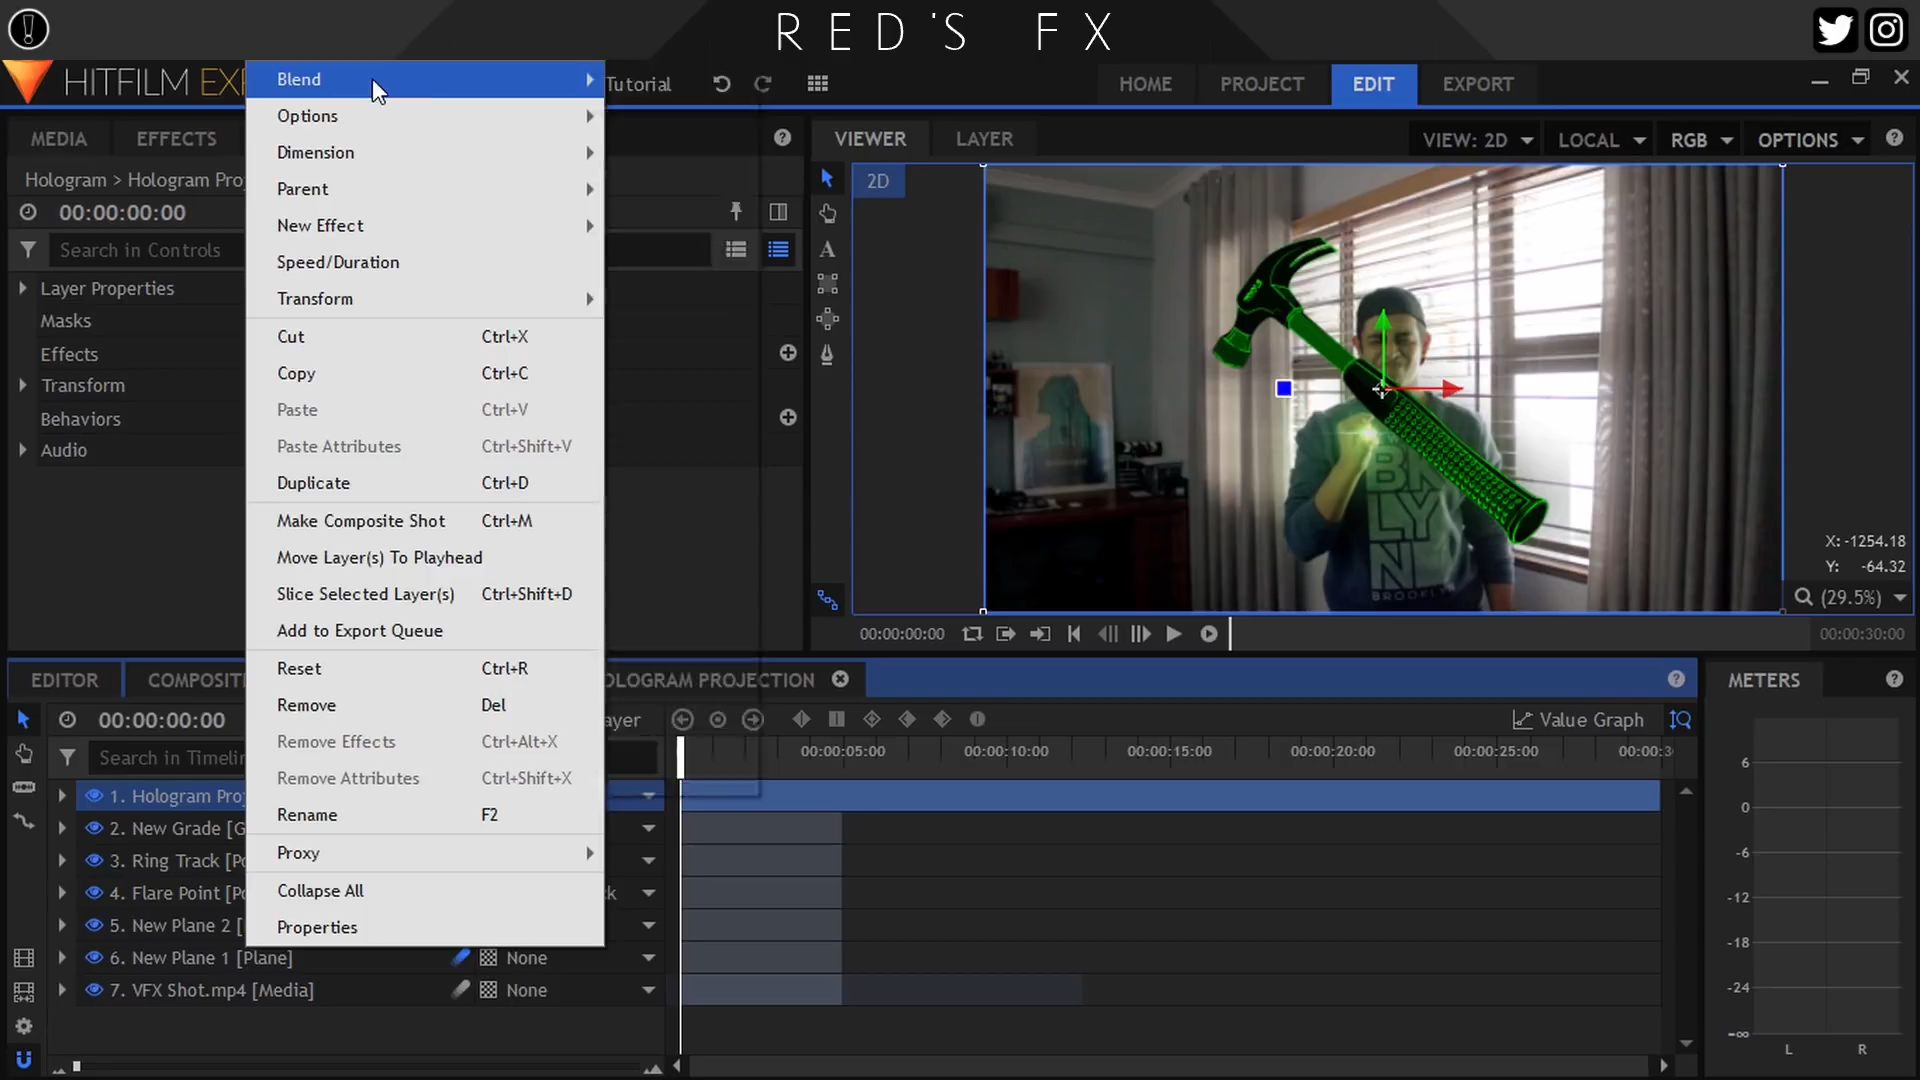 RED'S FX
HITFILM
Tutorial
HOME
PROJECT
EDIT
EXPORT
Blend
Options
Dimension
Parent
New Effect
Speed/Duration
Transform
Cut Ctrl+X
Copy Ctrl+C
Paste Ctrl+V
Paste Attributes Ctrl+Shift+V
Duplicate Ctrl+D
Make Composite Shot Ctrl+M
Move Layer(s) To Playhead
Slice Selected Layer(s) Ctrl+Shift+D
Add to Export Queue
Reset Ctrl+R
Remove Del
Remove Effects Ctrl+Alt+X
Remove Attributes Ctrl+Shift+X
Rename F2
Proxy
Collapse All
Properties
MEDIA
EFFECTS
Hologram > Hologram
00:00:00:00
Search in Controls
Layer Properties
Masks
Effects
Transform
Behaviors
Audio
VIEWER
LAYER
VIEW: 2D
LOCAL
RGB
OPTIONS
2D
BR
LY
N
BROOKLY
X: -1254.18
Y: -64.32
(29.5%)
00:00:00:00
00:00:30:00
EDITOR
PROJECTION
METERS
00:00:00:00
Value Graph
Search in
00:00:05:00
00:00:10:00
00:00:15:00
00:00:20:00
00:00:25:00
1. Hologram
2. New Grade
3. Ring Track
4. Flare Point
5. New Plane 2
6. New Plane 1 [Plane] None
7. VFX Shot.mp4 [Media] None
6
0
-6
-12
-18
-24
-∞
L R